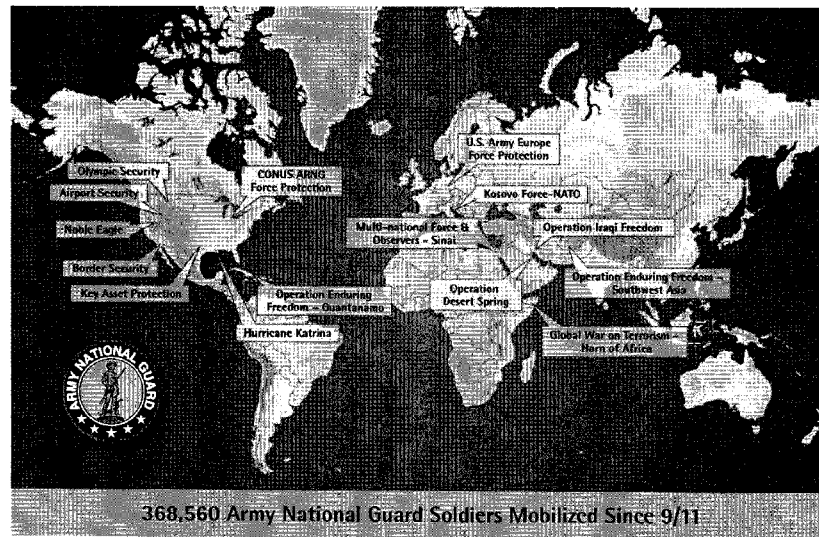 U.S. Army Europe
Force Protection
Olympic Security
CONUS ARNG
Force Protection
Airport Security
Kosovo Force-NATO
Noble Eagle
Multi-national Force &
Observers - Sinai
Operation Iraqi Freedom
Border Security
Operation Enduring Freedom -
Southwest Asia
Key Asset Protection
Operation Enduring
Freedom - Guantanamo
Operation
Desert Spring
Hurricane Katrina
Global War on Terrorism -
Horn of Africa
ARMY NATIONAL GUARD
368,560 Army National Guard Soldiers Mobilized Since 9/11